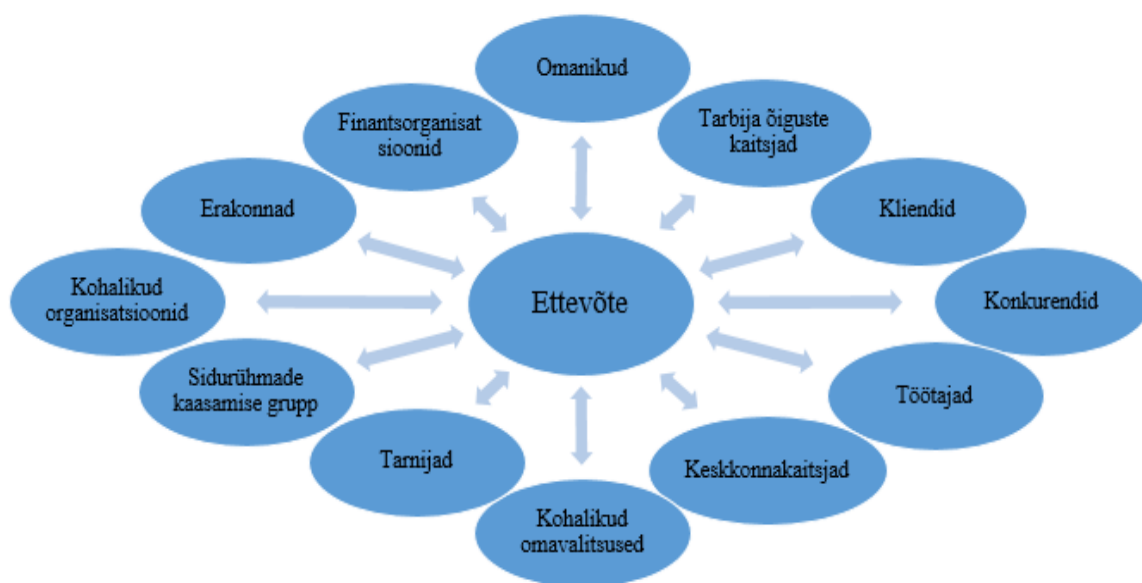 Omanikud
Finantsorganisat
sioonid
Tarbija õiguste
kaitsjad
Erakonnad
Kliendid
Kohalikud
organisatsioonid
Ettevõte
Konkurendid
Sidurühmade
kaasamise grupp
Töötajad
Tarnijad
Keskkonnakaitsjad
Kohalikud
omavalitsused